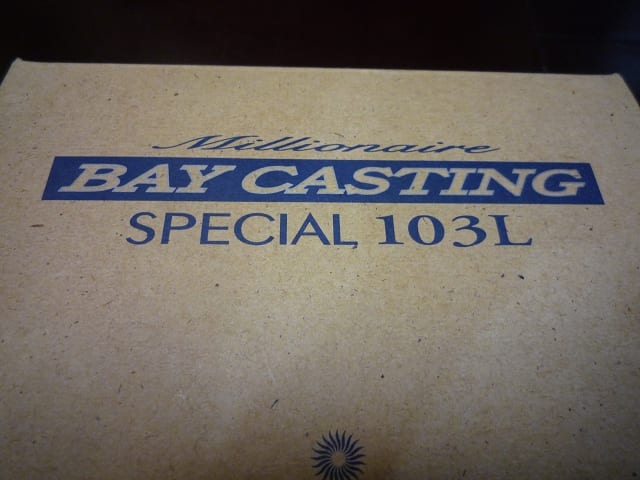 Millionaire
BAY CASTING
SPECIAL 103L